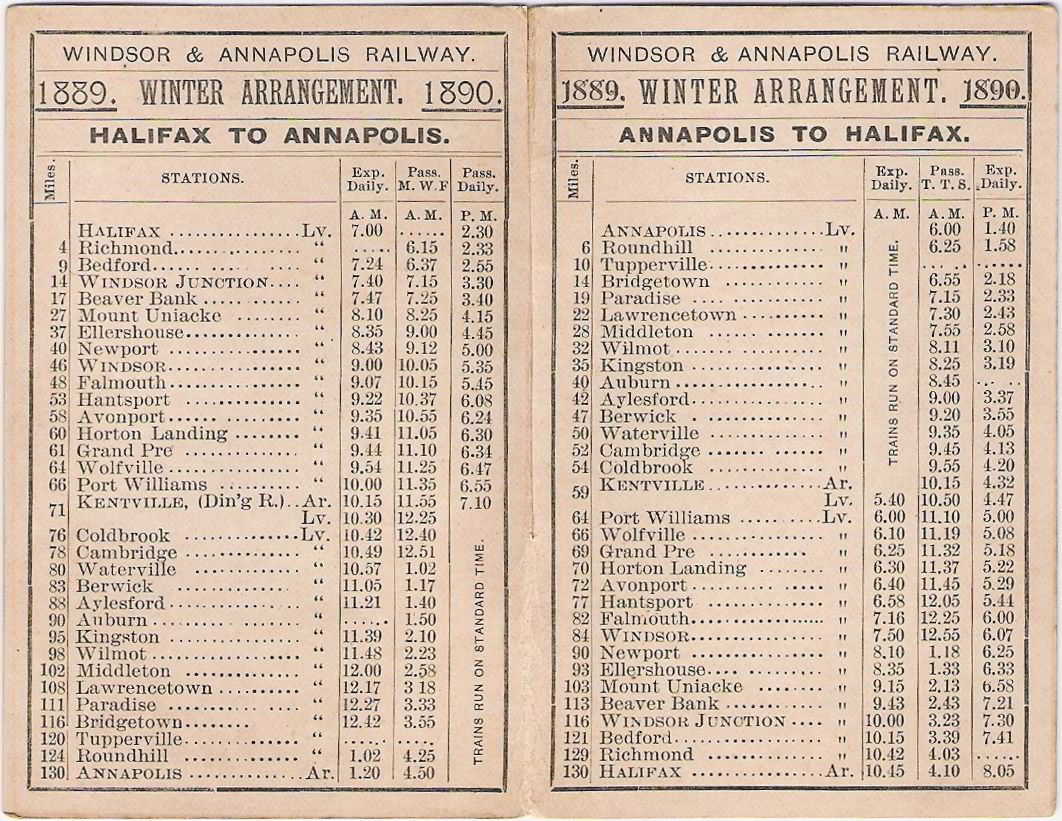 WINDSOR & ANNAPOLIS RAILWAY.
1889. WINTER ARRANGEMENT. 1890.
HALIFAX TO ANNAPOLIS.
Miles. STATIONS. Exp. Daily. Pass. M. W. F Pass. Daily.
A. M. A. M. P. M.
HALIFAX ................Lv. 7.00 ...... 2.30
4 Richmond............... “ ..... 6.15 2.33
9 Bedford................ “ 7.24 6.37 2.55
14 WINDSOR JUNCTION.... “ 7.40 7.15 3.30
17 Beaver Bank ............ “ 7.47 7.25 3.40
27 Mount Uniacke ........ “ 8.10 8.25 4.15
37 Ellershouse.............. “ 8.35 9.00 4.45
40 Newport ................ “ 8.43 9.12 5.00
46 WINDSOR................ “ 9.00 10.05 5.35
48 Falmouth................ “ 9.07 10.15 5.45
53 Hantsport .............. “ 9.22 10.37 6.08
58 Avonport................ “ 9.35 10.55 6.24
60 Horton Landing ........ “ 9.41 11.05 6.30
61 Grand Pre .............. “ 9.44 11.10 6.34
64 Wolfville ................ “ 9.54 11.25 6.47
66 Port Williams .......... “ 10.00 11.35 6.55
71 KENTVILLE, (Din'g R.)..Ar. 10.15 11.55 7.10
Lv. 10.30 12.25
76 Coldbrook ..............Lv. 10.42 12.40
78 Cambridge .............. “ 10.49 12.51
80 Waterville .............. “ 10.57 1.02
83 Berwick ................ “ 11.05 1.17
88 Aylesford................ “ 11.21 1.40
90 Auburn .................. “ ...... 1.50
95 Kingston ................ “ 11.39 2.10
98 Wilmot .................. “ 11.48 2.23
102 Middleton .............. “ 12.00 2.58
108 Lawrencetown .......... “ 12.17 3 18
111 Paradise ................ “ 12.27 3.33
116 Bridgetown.............. “ 12.42 3.55
120 Tupperville.............. ...... .....
124 Roundhill .............. “ 1.02 4.25
130 ANNAPOLIS ..............Ar. 1.20 4.50
TRAINS RUN ON STANDARD TIME.
WINDSOR & ANNAPOLIS RAILWAY.
1889. WINTER ARRANGEMENT. 1890.
ANNAPOLIS TO HALIFAX.
Miles. STATIONS. Exp. Daily. Pass. T. T. S. Exp. Daily.
A. M. A. M. P. M.
ANNAPOLIS..............Lv. 6.00 1.40
6 Roundhill .............. " 6.25 1.58
10 Tupperville.............. " ..... ......
14 Bridgetown .............. " 6.55 2.18
19 Paradise ................ " 7.15 2.33
22 Lawrencetown .......... " 7.30 2.43
28 Middleton .............. " 7.55 2.58
32 Wilmot.................. " 8.11 3.10
35 Kingston ................ " 8.25 3.19
40 Auburn .................. " 8.45 .....
42 Aylesford................ " 9.00 3.37
47 Berwick ................ " 9.20 3.55
50 Waterville .............. " 9.35 4.05
52 Cambridge .............. " 9.45 4.13
54 Coldbrook .............. " 9.55 4.20
59 KENTVILLE..............Ar. 10.15 4.32
Lv. 5.40 10.50 4.47
64 Port Williams ..........Lv. 6.00 11.10 5.00
66 Wolfville ................ " 6.10 11.19 5.08
69 Grand Pre .............. " 6.25 11.32 5.18
70 Horton Landing ........ " 6.30 11.37 5.22
72 Avonport................ " 6.40 11.45 5.29
77 Hantsport .............. " 6.58 12.05 5.44
82 Falmouth................ " 7.16 12.25 6.00
84 WINDSOR................ " 7.50 12.55 6.07
90 Newport ................ " 8.10 1.18 6.25
93 Ellershouse.............. " 8.35 1.33 6.33
103 Mount Uniacke ........ " 9.15 2.13 6.58
113 Beaver Bank ............ " 9.43 2.43 7.21
116 WINDSOR JUNCTION .... " 10.00 3.23 7.30
121 Bedford.................. " 10.15 3.39 7.41
129 Richmond .............. " 10.42 4.03 ......
130 HALIFAX ................Ar. 10.45 4.10 8.05
TRAINS RUN ON STANDARD TIME.